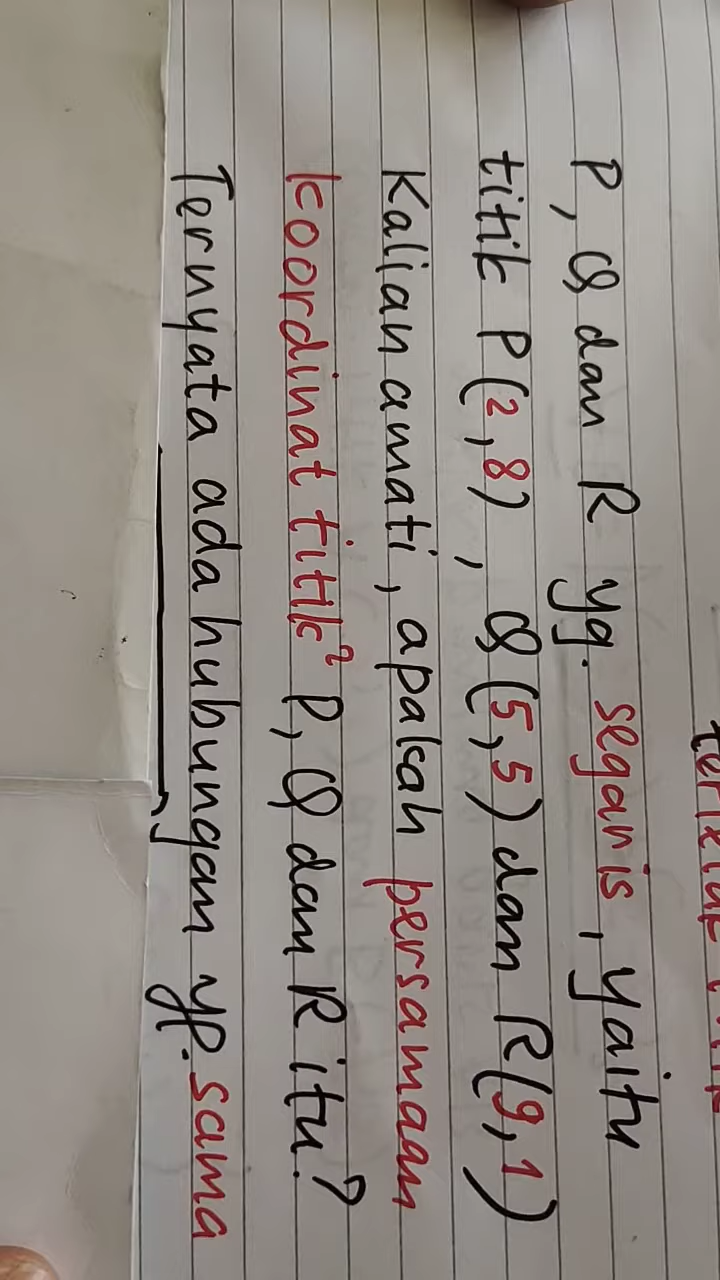 P, Q dan R yg. segaris, yaitu
titik P(2,8), Q(5,5) dan R(9,1)
Kalian amati, apakah persamaan
koordinat titik² P, Q dan R itu?
Ternyata ada hubungan yg. sama